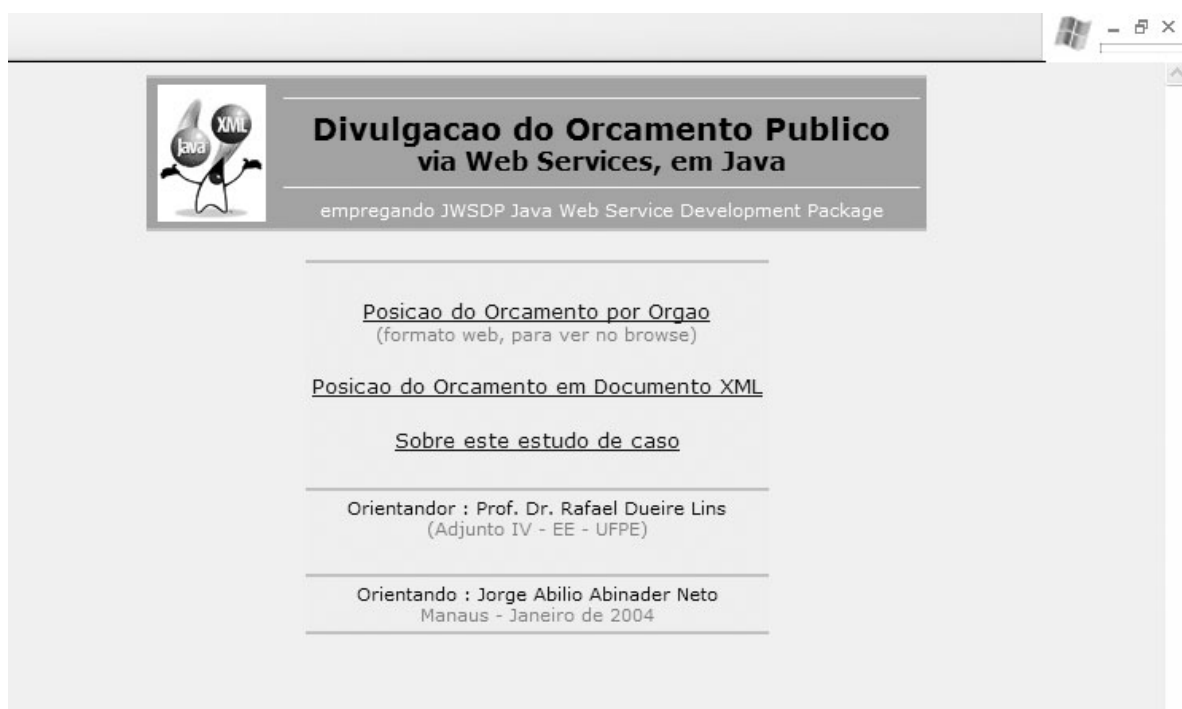 Java
XML
Divulgacao do Orcamento Publico
via Web Services, em Java
empregando JWSDP Java Web Service Development Package
Posicao do Orcamento por Orgao
(formato web, para ver no browse)
Posicao do Orcamento em Documento XML
Sobre este estudo de caso
Orientandor : Prof. Dr. Rafael Dueire Lins
(Adjunto IV - EE - UFPE)
Orientando : Jorge Abilio Abinader Neto
Manaus - Janeiro de 2004